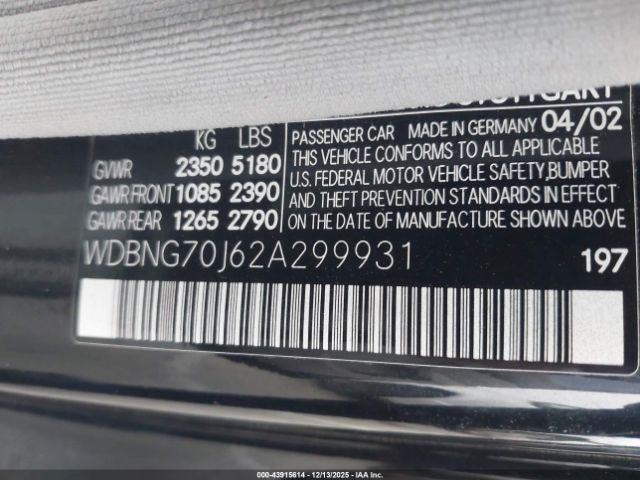 KG LBS
GVWR 2350 5180
GAWR FRONT 1085 2390
GAWR REAR 1265 2790
PASSENGER CAR MADE IN GERMANY 04/02
THIS VEHICLE CONFORMS TO ALL APPLICABLE
U.S. FEDERAL MOTOR VEHICLE SAFETY,BUMPER
AND THEFT PREVENTION STANDARDS IN EFFECT
ON THE DATE OF MANUFACTURE SHOWN ABOVE.
WDBNG70J62A299931
197
000-43915614 - 12/13/2025 - IAA Inc.